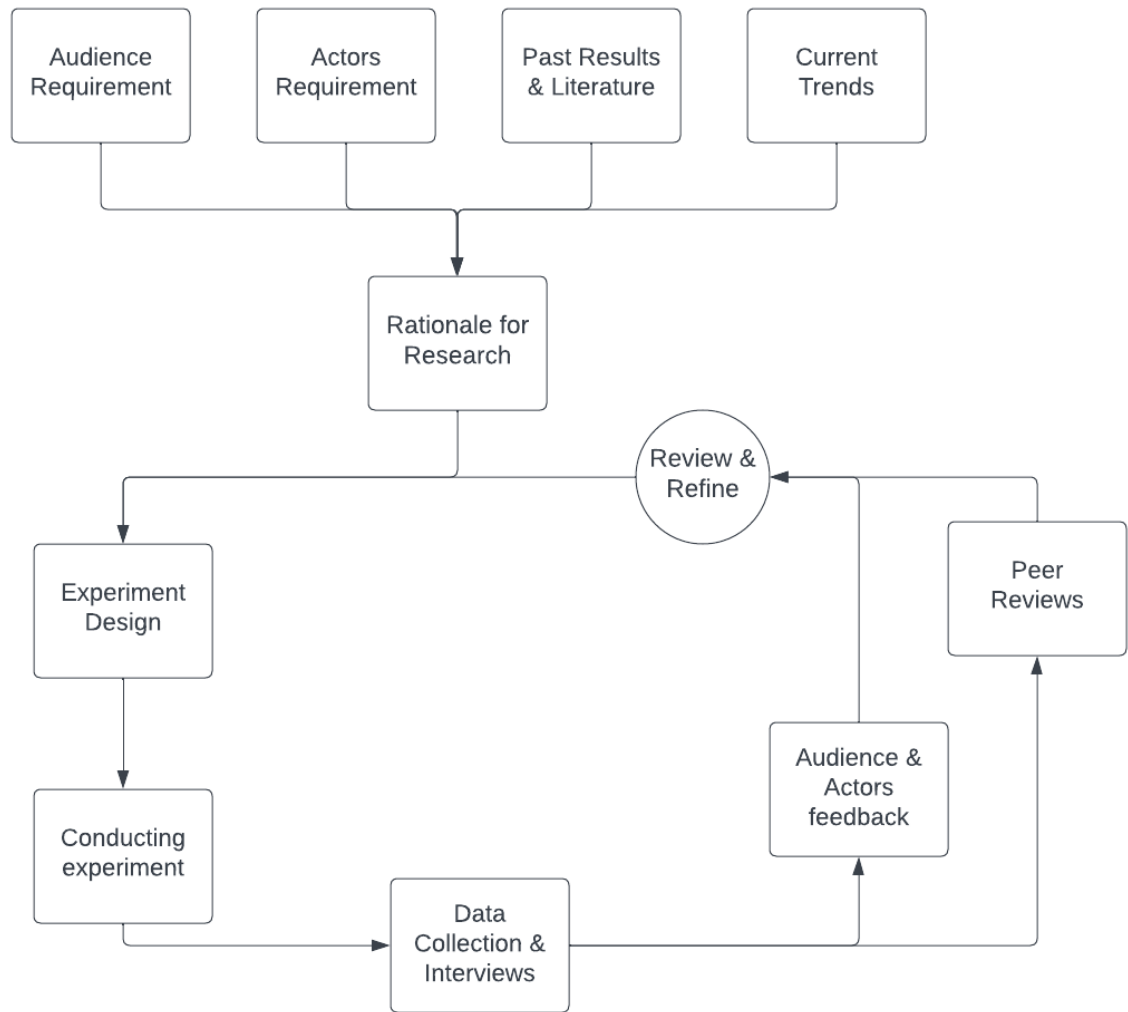 Audience
Requirement
Actors
Requirement
Past Results
& Literature
Current
Trends
Rationale for
Research
Review &
Refine
Experiment
Design
Peer
Reviews
Audience &
Actors
feedback
Conducting
experiment
Data
Collection &
Interviews